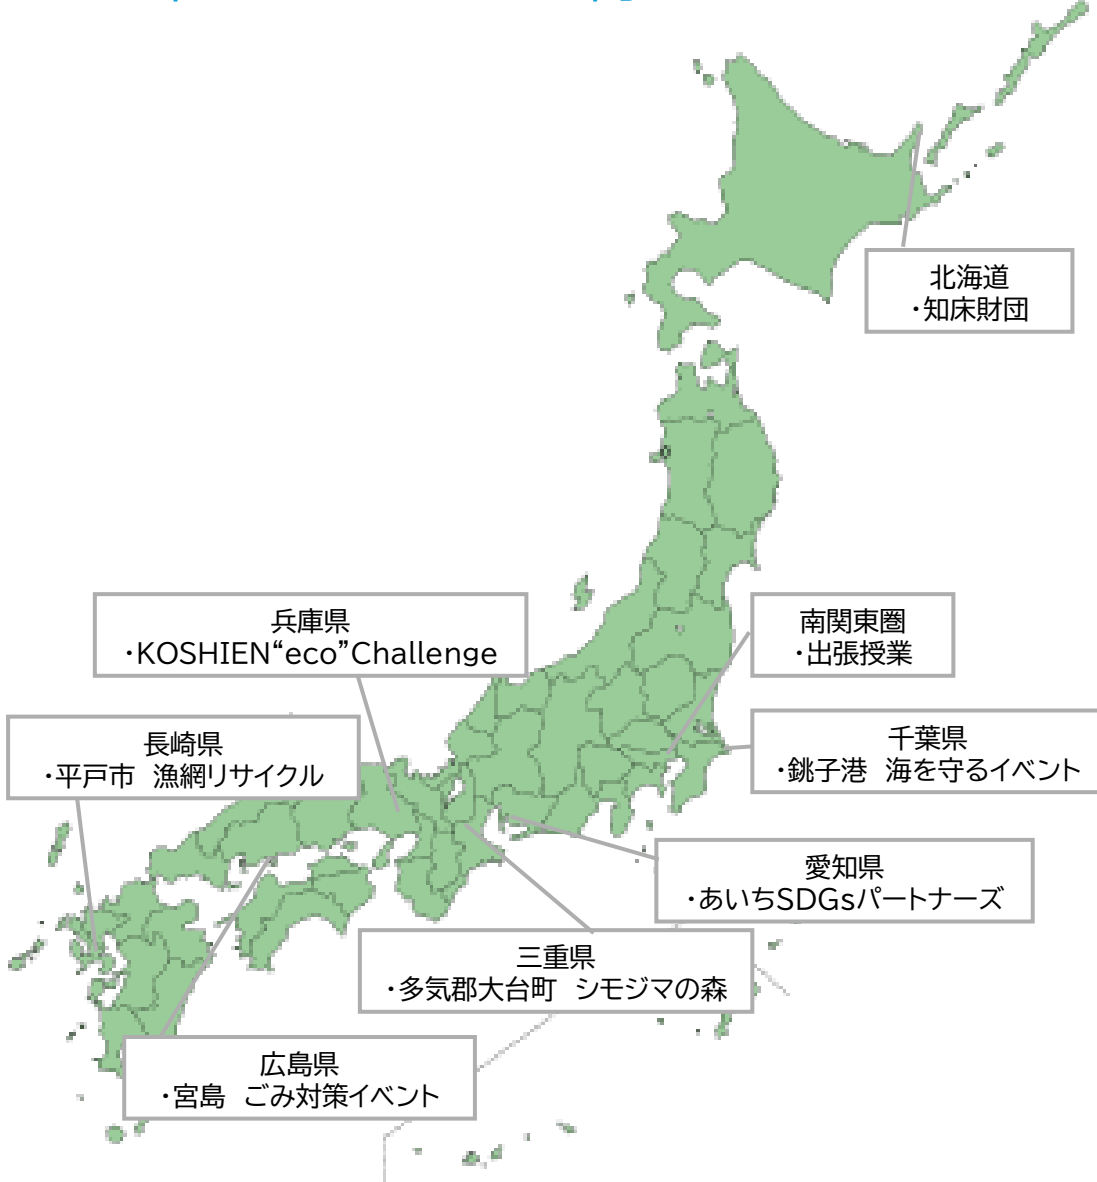 北海道
・知床財団
兵庫県
・KOSHIEN“eco”Challenge
南関東圏
・出張授業
長崎県
・平戸市　漁網リサイクル
千葉県
・銚子港　海を守るイベント
愛知県
・あいちSDGsパートナーズ
三重県
・多気郡大台町　シモジマの森
広島県
・宮島　ごみ対策イベント